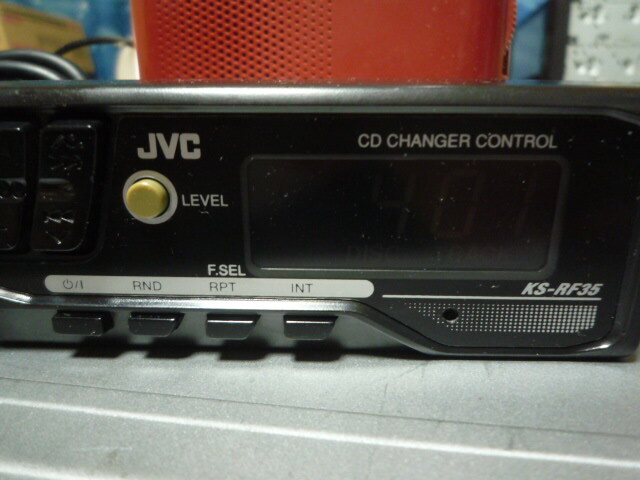 JVC
CD CHANGER CONTROL
LEVEL
F.SEL
⏻/I RND RPT INT
KS-RF35